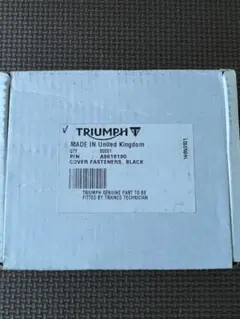 TRIUMPH
MADE IN United Kingdom
QTY 00001
P/N A9618190
COVER FASTENERS, BLACK
TRIUMPH GENUINE PART TO BE
FITTED BY TRAINED TECHNICIAN